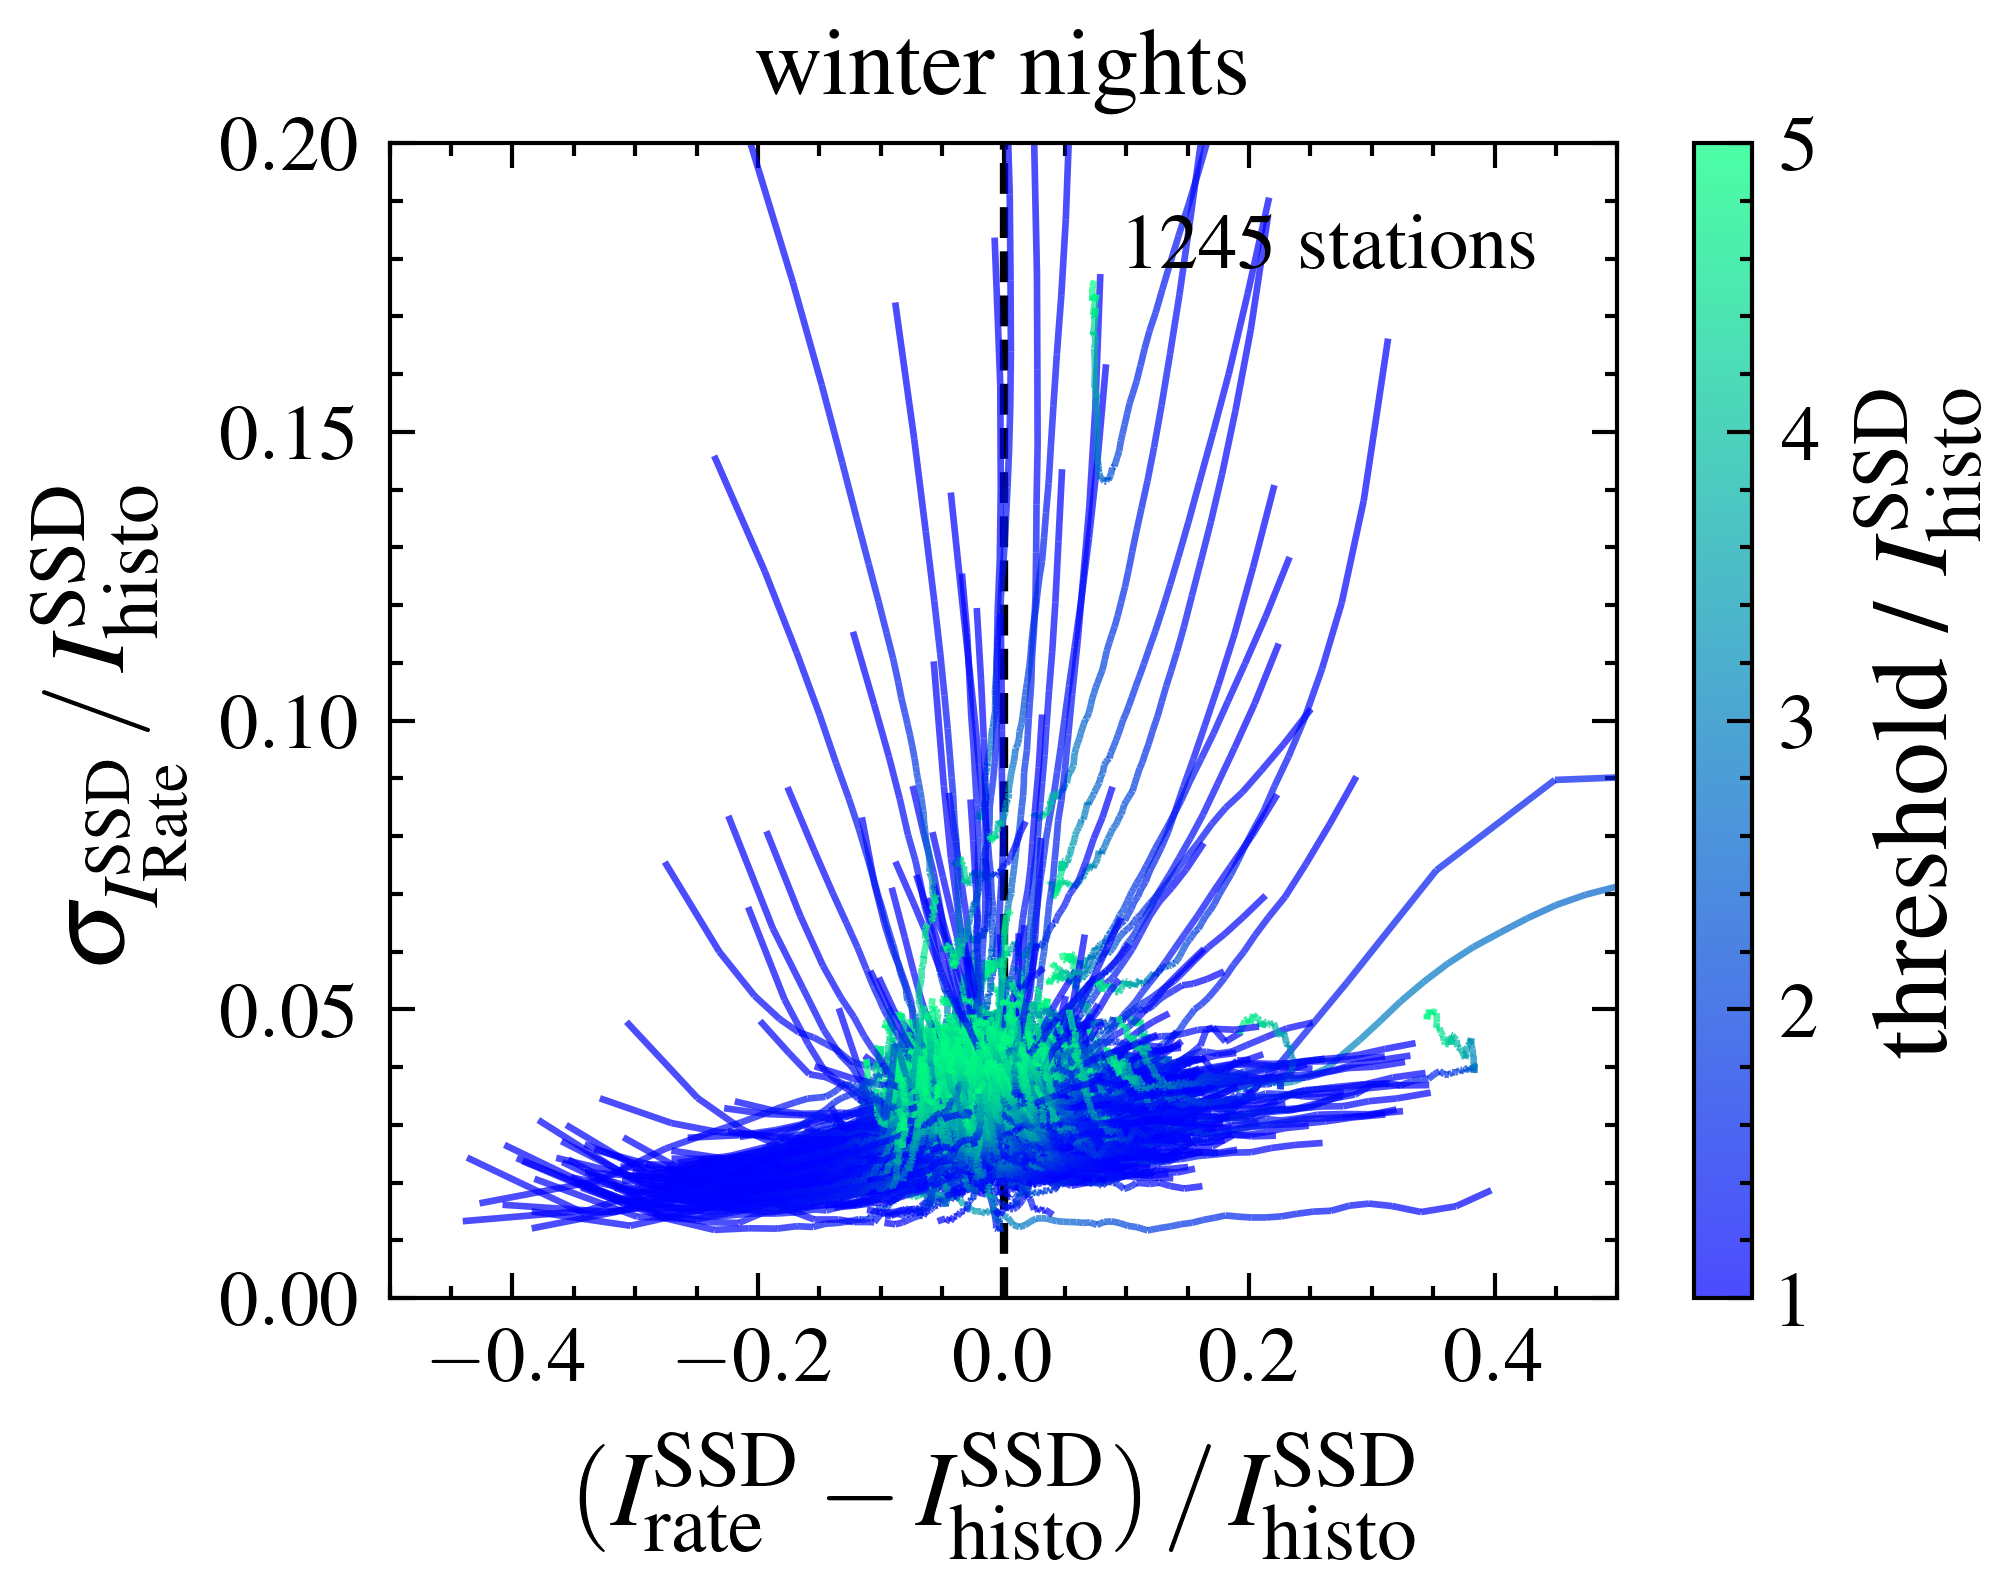 winter nights
1245 stations
0.20
0.15
0.10
0.05
0.00
σ_{I^{SSD}_{Rate}} / I^{SSD}_{histo}
−0.4 −0.2 0.0 0.2 0.4
(I^{SSD}_{rate} − I^{SSD}_{histo}) / I^{SSD}_{histo}
5
4
3
2
1
threshold / I^{SSD}_{histo}